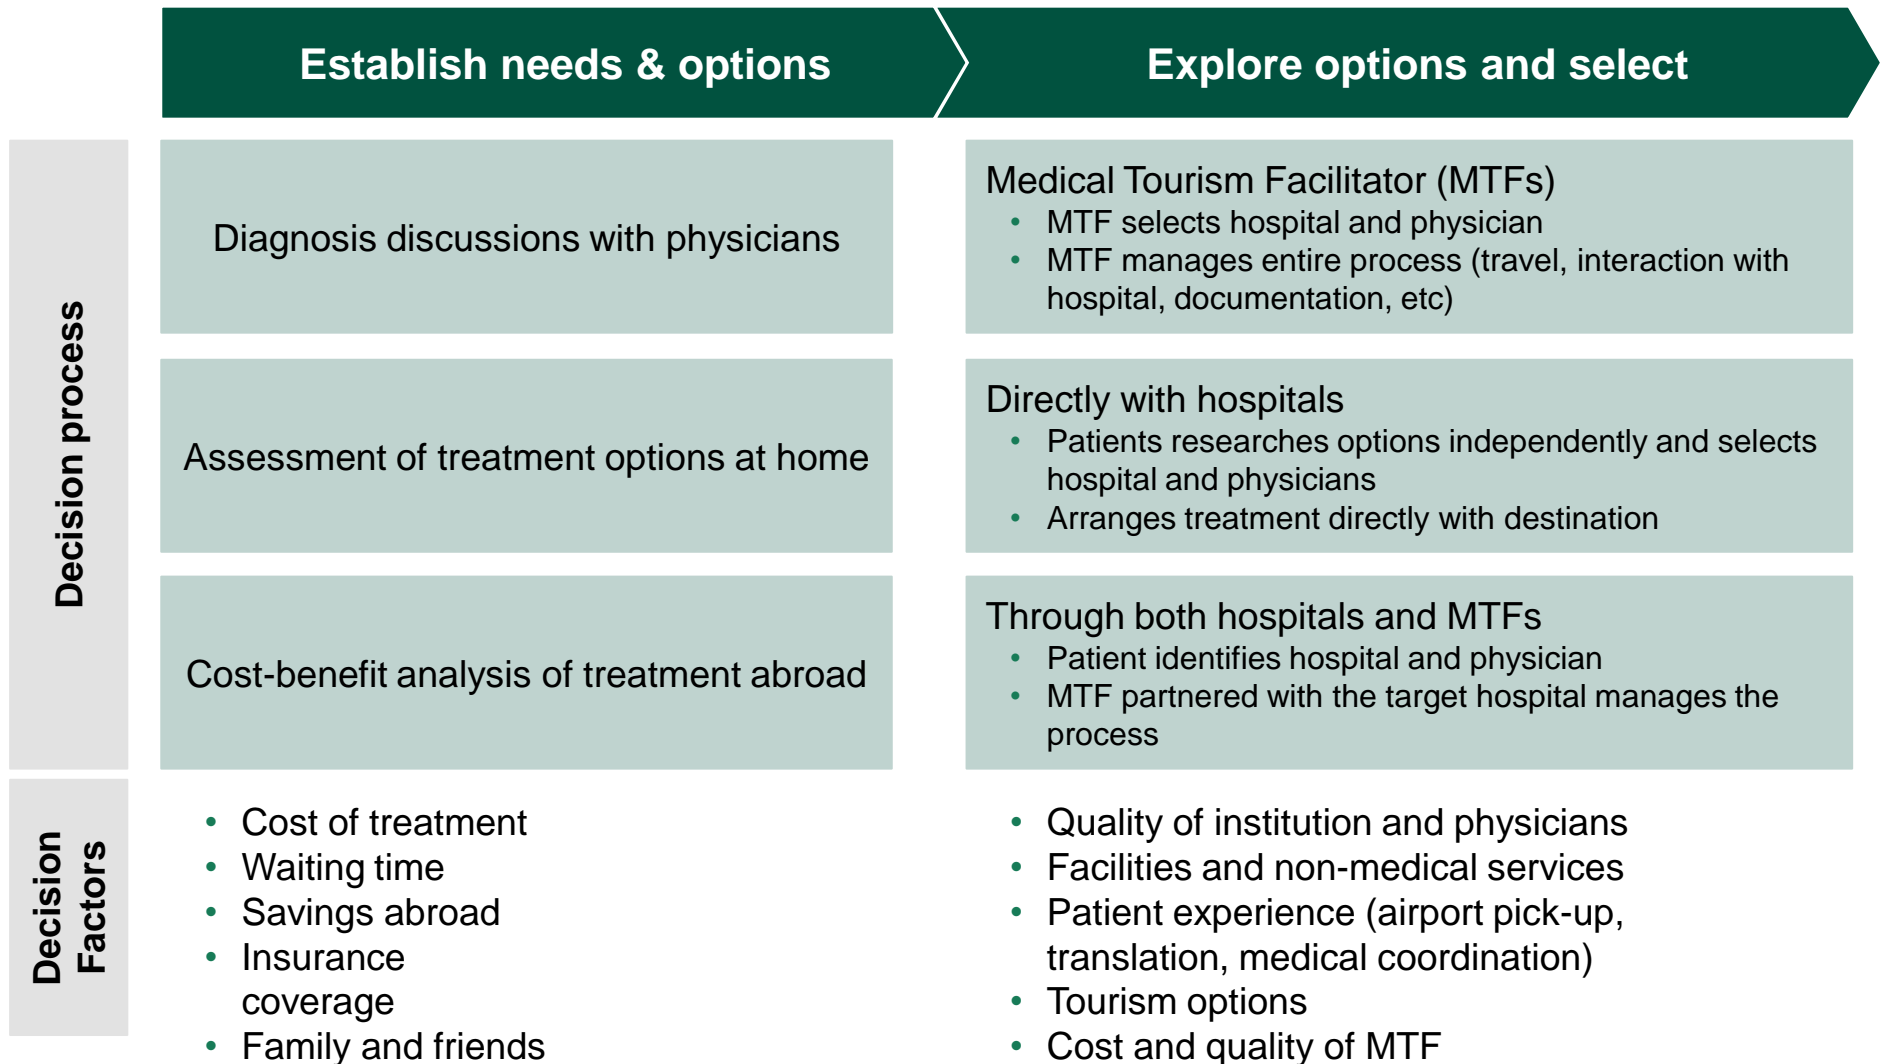 Establish needs & options
Explore options and select
Decision process
Diagnosis discussions with physicians
Medical Tourism Facilitator (MTFs)
• MTF selects hospital and physician
• MTF manages entire process (travel, interaction with
hospital, documentation, etc)
Assessment of treatment options at home
Directly with hospitals
• Patients researches options independently and selects
hospital and physicians
• Arranges treatment directly with destination
Cost-benefit analysis of treatment abroad
Through both hospitals and MTFs
• Patient identifies hospital and physician
• MTF partnered with the target hospital manages the
process
Decision
Factors
• Cost of treatment
• Waiting time
• Savings abroad
• Insurance
coverage
• Family and friends
• Quality of institution and physicians
• Facilities and non-medical services
• Patient experience (airport pick-up,
translation, medical coordination)
• Tourism options
• Cost and quality of MTF